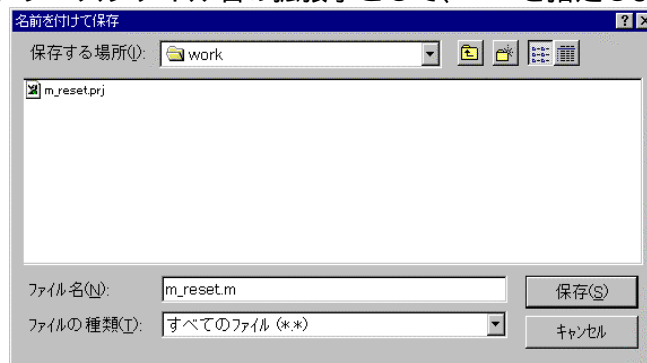 名前を付けて保存
保存する場所(I): work
m_reset.prj
ファイル名(N): m_reset.m 保存(S)
ファイルの種類(T): すべてのファイル (*.*) キャンセル